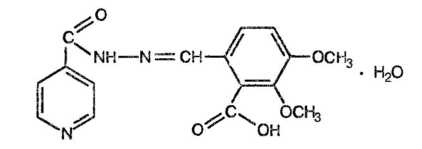 O
C
NH — N = CH
OCH₃
· H₂O
OCH₃
C
O OH
N